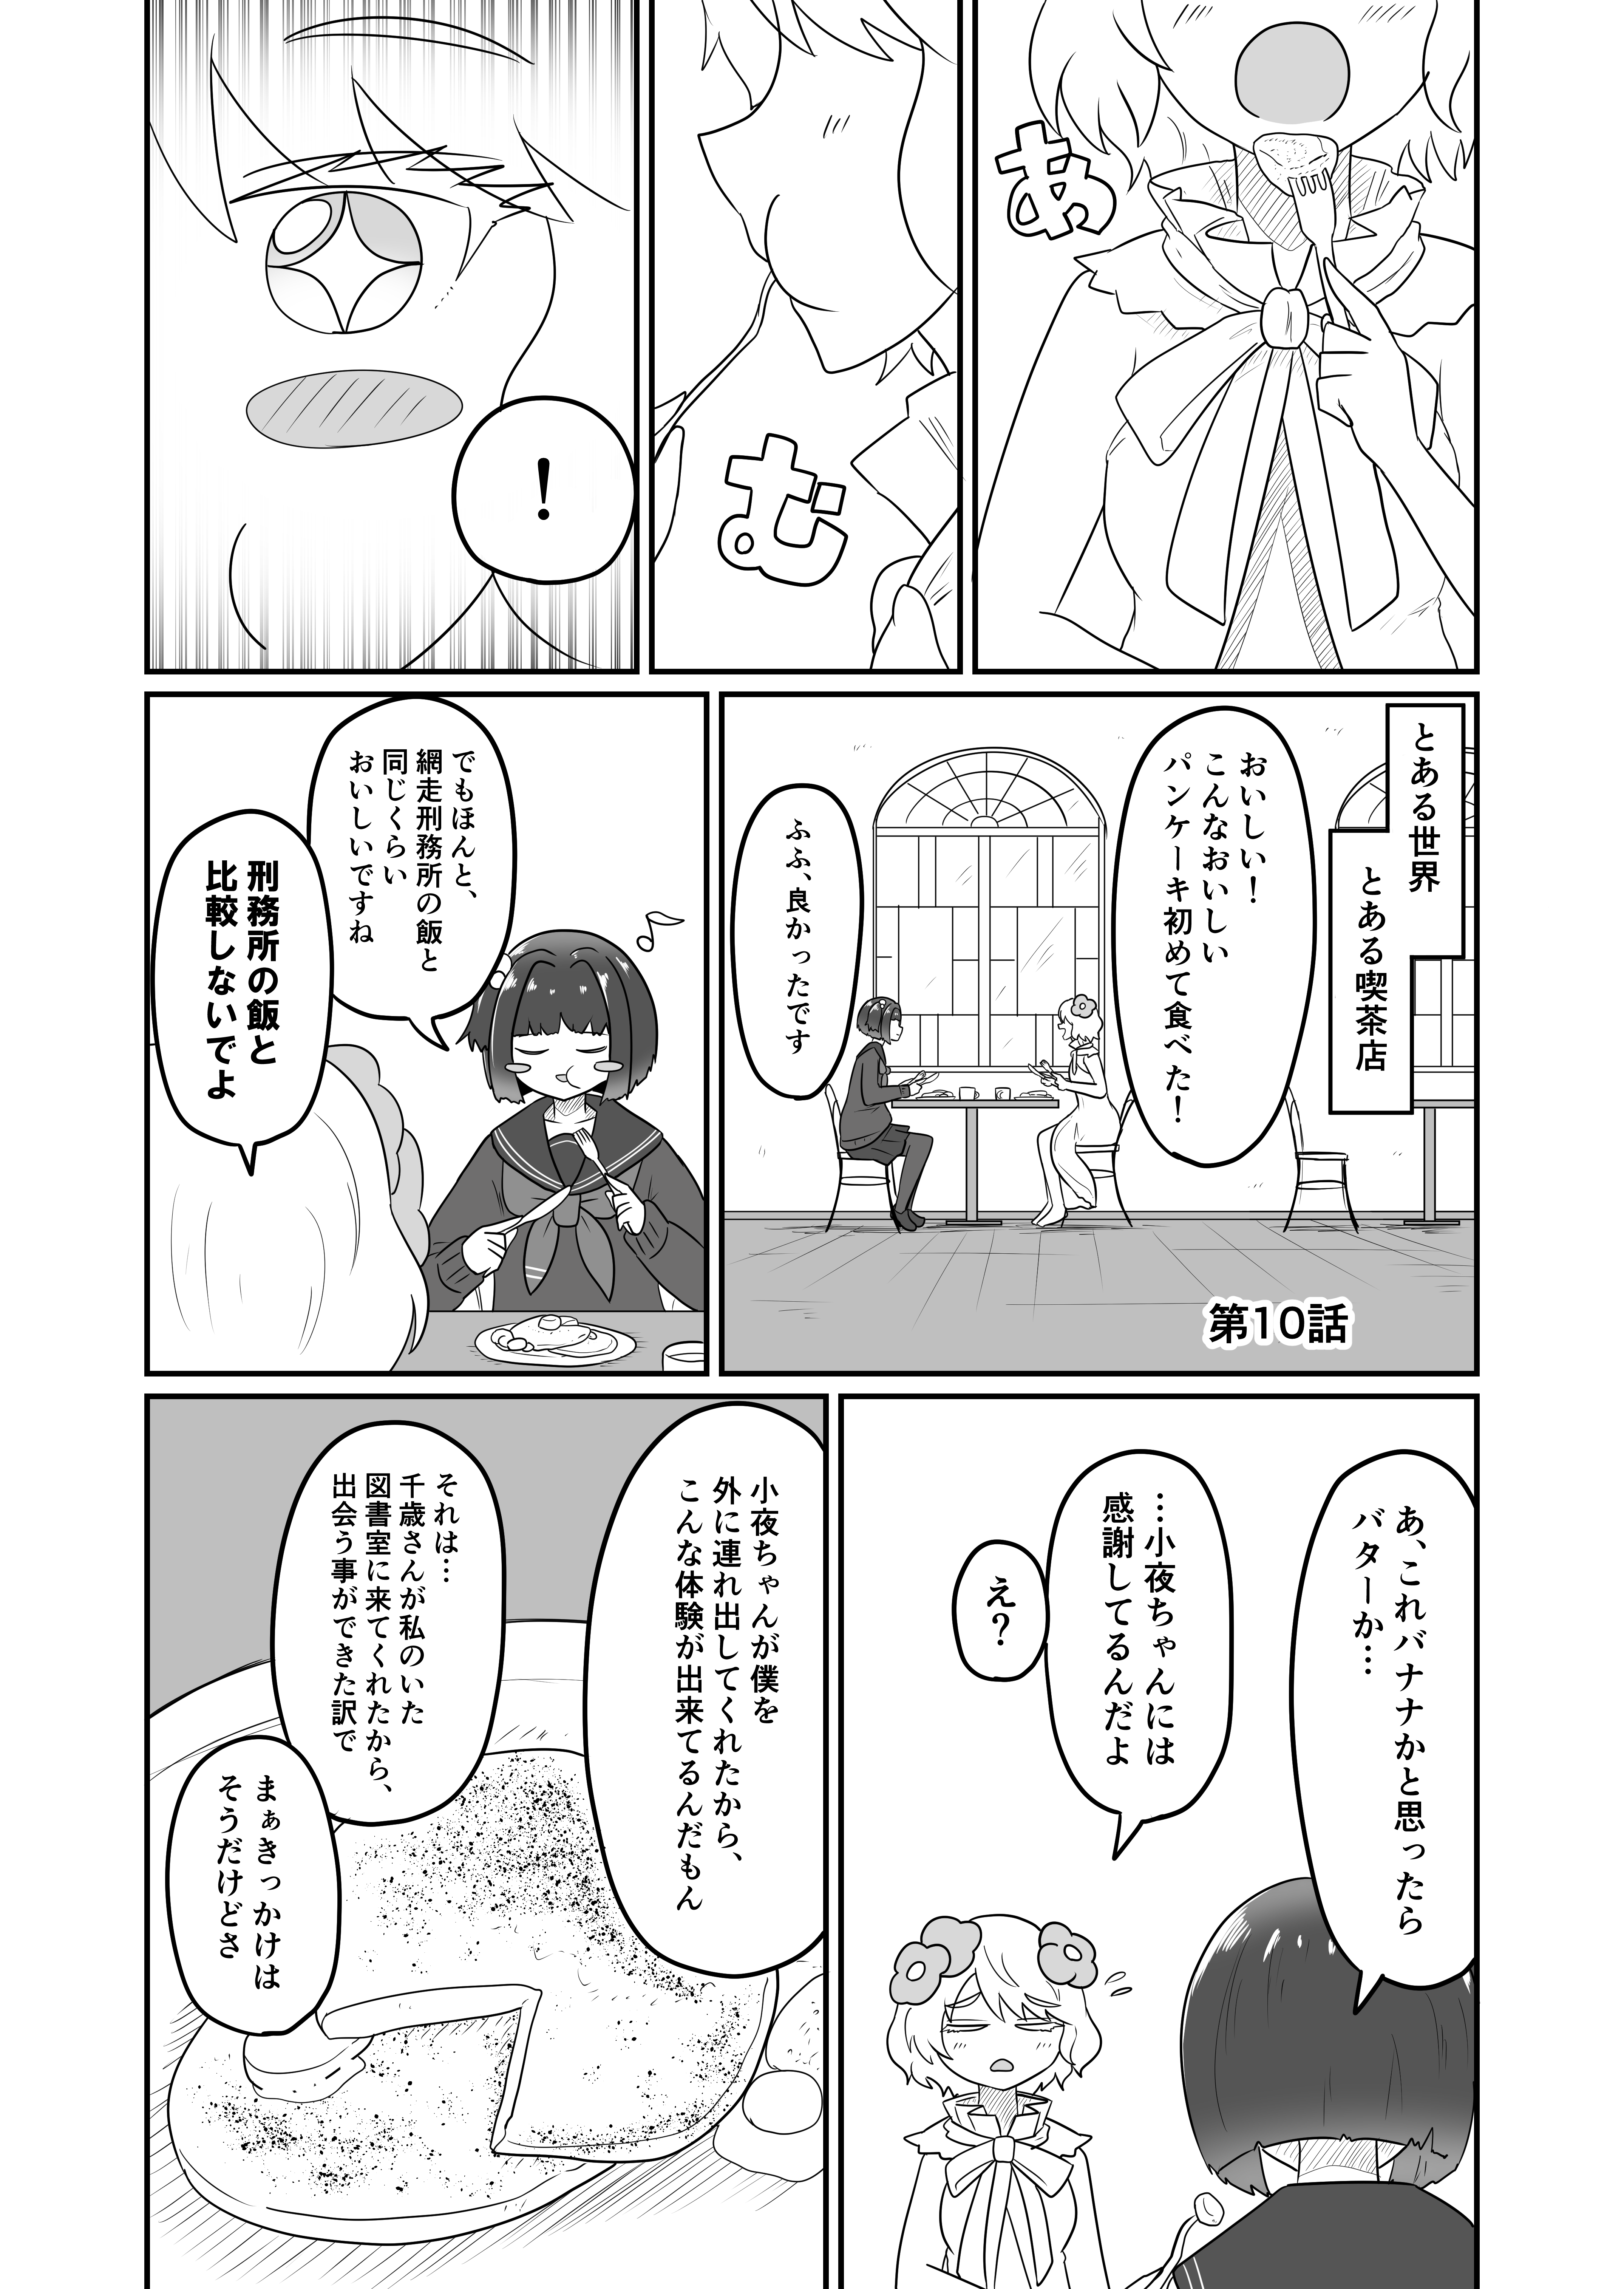 あ
む
！
とある世界
とある喫茶店
おいしい！
こんなおいしい
パンケーキ初めて食べた！
ふふ、良かったです
第10話
でもほんと、
網走刑務所の飯と
同じくらい
おいしいですね
刑務所の飯と
比較しないでよ
あ、これバナナかと思ったら
バターか…
…小夜ちゃんには
感謝してるんだよ
え？
小夜ちゃんが僕を
外に連れ出してくれたから、
こんな体験が出来てるんだもん
それは…
千歳さんが私のいた
図書室に来てくれたから、
出会う事ができた訳で
まぁきっかけは
そうだけどさ